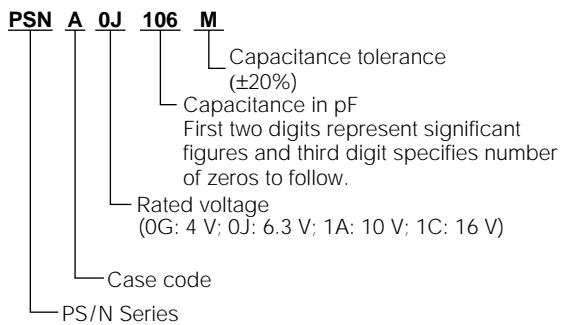 PSN A 0J 106 M
Capacitance tolerance
(±20%)
Capacitance in pF
First two digits represent significant
figures and third digit specifies number
of zeros to follow.
Rated voltage
(0G: 4 V; 0J: 6.3 V; 1A: 10 V; 1C: 16 V)
Case code
PS/N Series